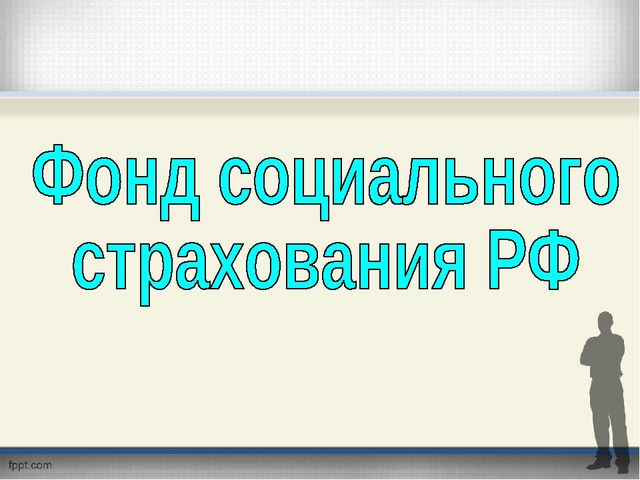 Фонд социального
страхования РФ
fppt.com